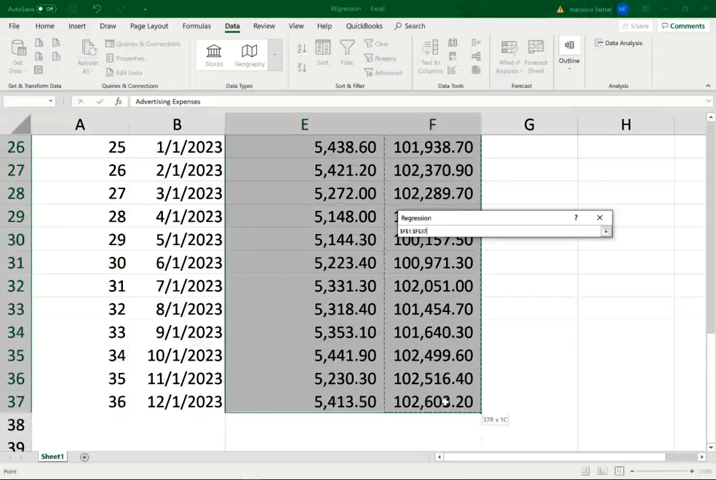 AutoSave Off
REgression - Excel
mansour farhat
MF
File Home Insert Draw Page Layout Formulas Data Review View Help QuickBooks Search
Share Comments
Get Data
Refresh All
Queries & Connections
Properties
Edit Links
Stocks
Geography
Sort
Filter
Clear
Reapply
Advanced
Text to Columns
What-If Analysis
Forecast Sheet
Outline
Data Analysis
Get & Transform Data
Queries & Connections
Data Types
Sort & Filter
Data Tools
Forecast
Analysis
fx Advertising Expenses
A B E F G H
26 25 1/1/2023 5,438.60 101,938.70
27 26 2/1/2023 5,421.20 102,370.90
28 27 3/1/2023 5,272.00 102,289.70
29 28 4/1/2023 5,148.00
30 29 5/1/2023 5,144.30 100,157.50
31 30 6/1/2023 5,223.40 100,971.30
32 31 7/1/2023 5,331.30 102,051.00
33 32 8/1/2023 5,318.40 101,454.70
34 33 9/1/2023 5,353.10 101,640.30
35 34 10/1/2023 5,441.90 102,499.60
36 35 11/1/2023 5,230.30 102,516.40
37 36 12/1/2023 5,413.50 102,603.20
38
39
Regression ?
$F$1:$F$37
37R x 1C
Sheet1
Point